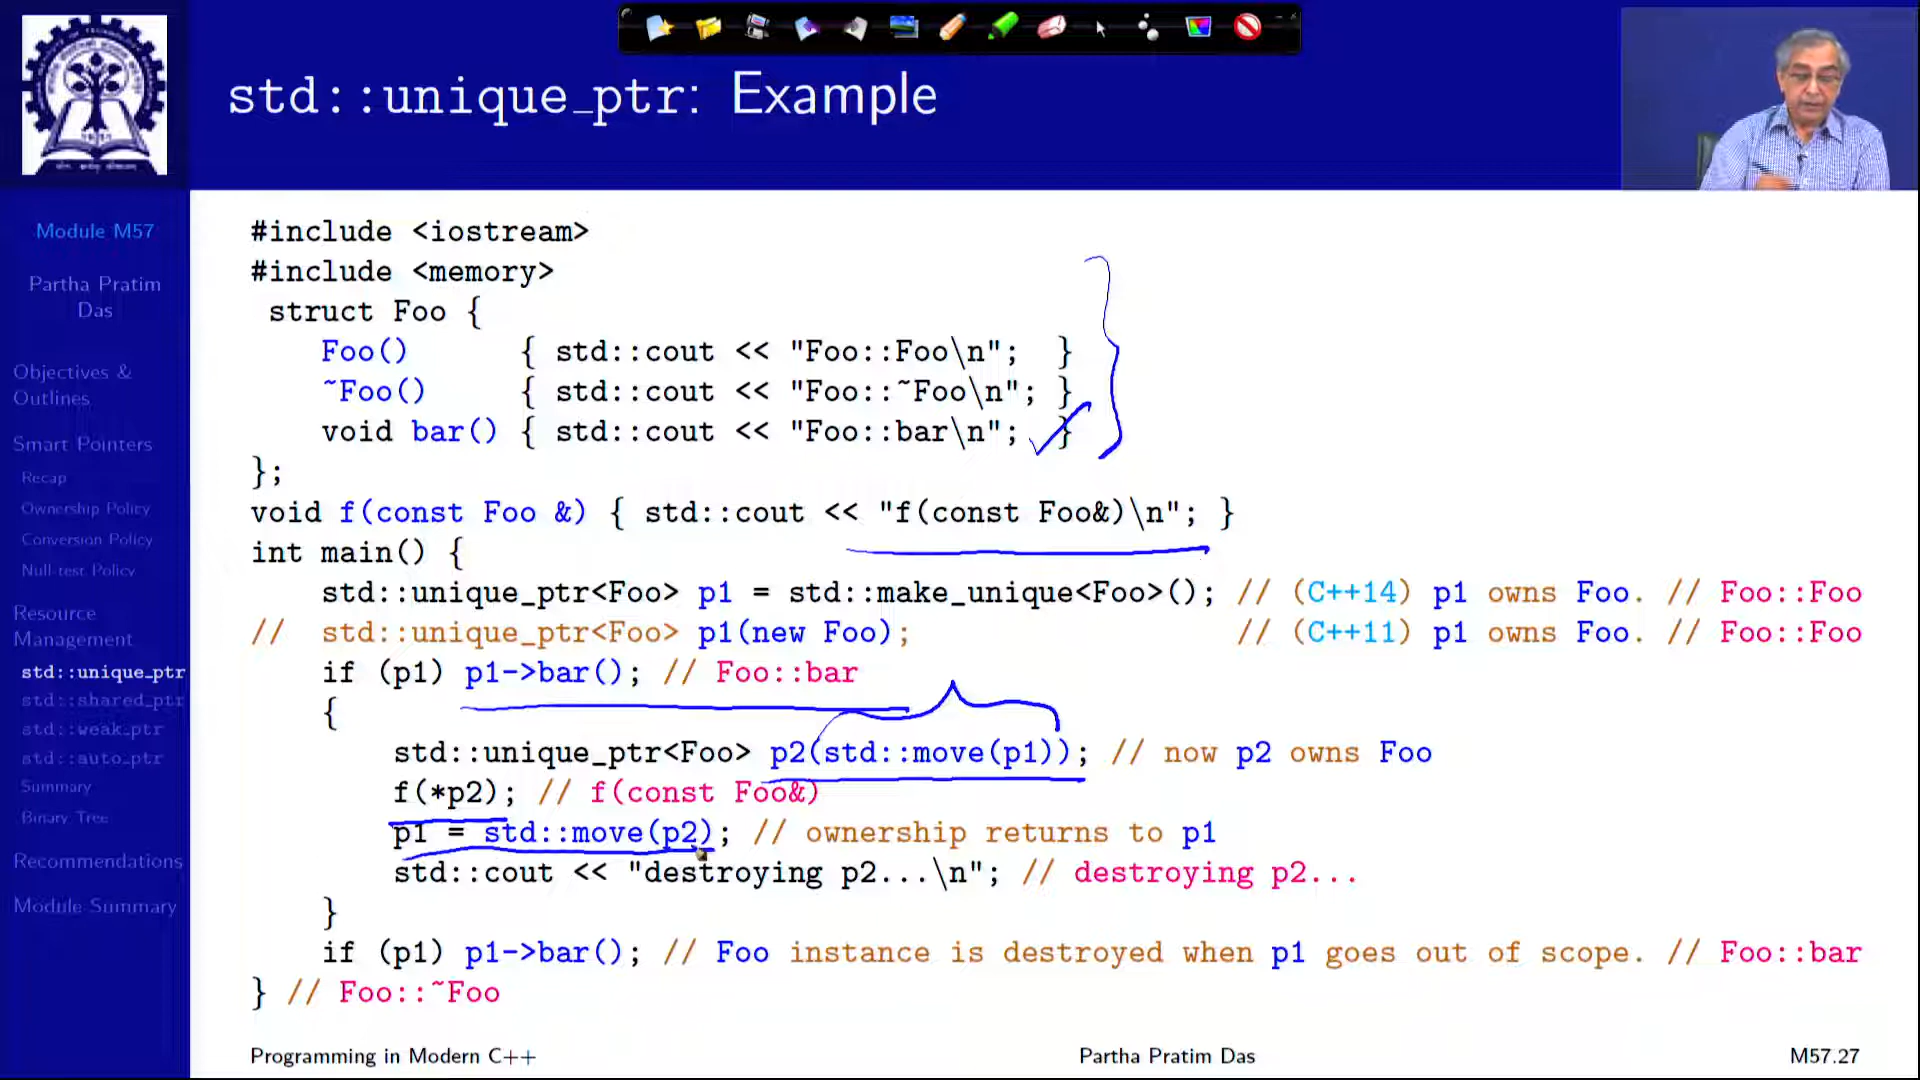 std::unique_ptr: Example
Module M57
Partha Pratim
Das
Objectives &
Outlines
Smart Pointers
Recap
Ownership Policy
Conversion Policy
Null-test Policy
Resource
Management
std::unique_ptr
std::shared_ptr
std::weak_ptr
std::auto_ptr
Summary
Binary Tree
Recommendations
Module Summary
#include <iostream>
#include <memory>
struct Foo {
Foo() { std::cout << "Foo::Foo\n"; }
~Foo() { std::cout << "Foo::~Foo\n"; }
void bar() { std::cout << "Foo::bar\n"; }
};
void f(const Foo &) { std::cout << "f(const Foo&)\n"; }
int main() {
std::unique_ptr<Foo> p1 = std::make_unique<Foo>(); // (C++14) p1 owns Foo. // Foo::Foo
// std::unique_ptr<Foo> p1(new Foo); // (C++11) p1 owns Foo. // Foo::Foo
if (p1) p1->bar(); // Foo::bar
{
std::unique_ptr<Foo> p2(std::move(p1)); // now p2 owns Foo
f(*p2); // f(const Foo&)
p1 = std::move(p2); // ownership returns to p1
std::cout << "destroying p2...\n"; // destroying p2...
}
if (p1) p1->bar(); // Foo instance is destroyed when p1 goes out of scope. // Foo::bar
} // Foo::~Foo
Programming in Modern C++ Partha Pratim Das M57.27